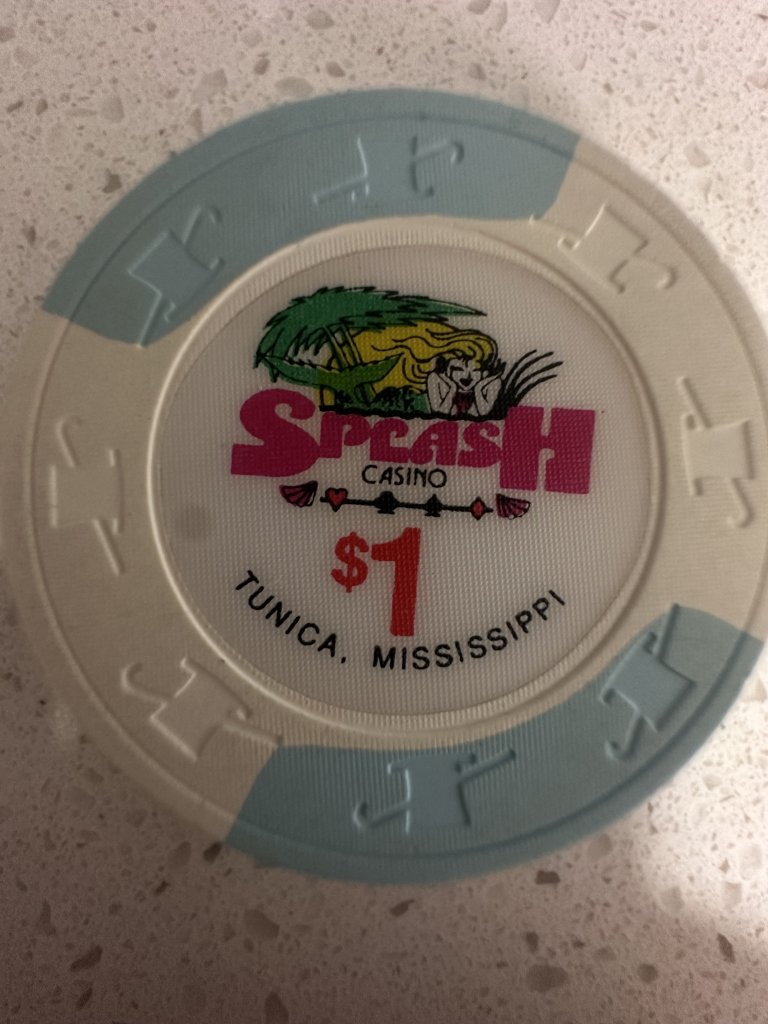 SPLASH
CASINO
$1
TUNICA, MISSISSIPPI